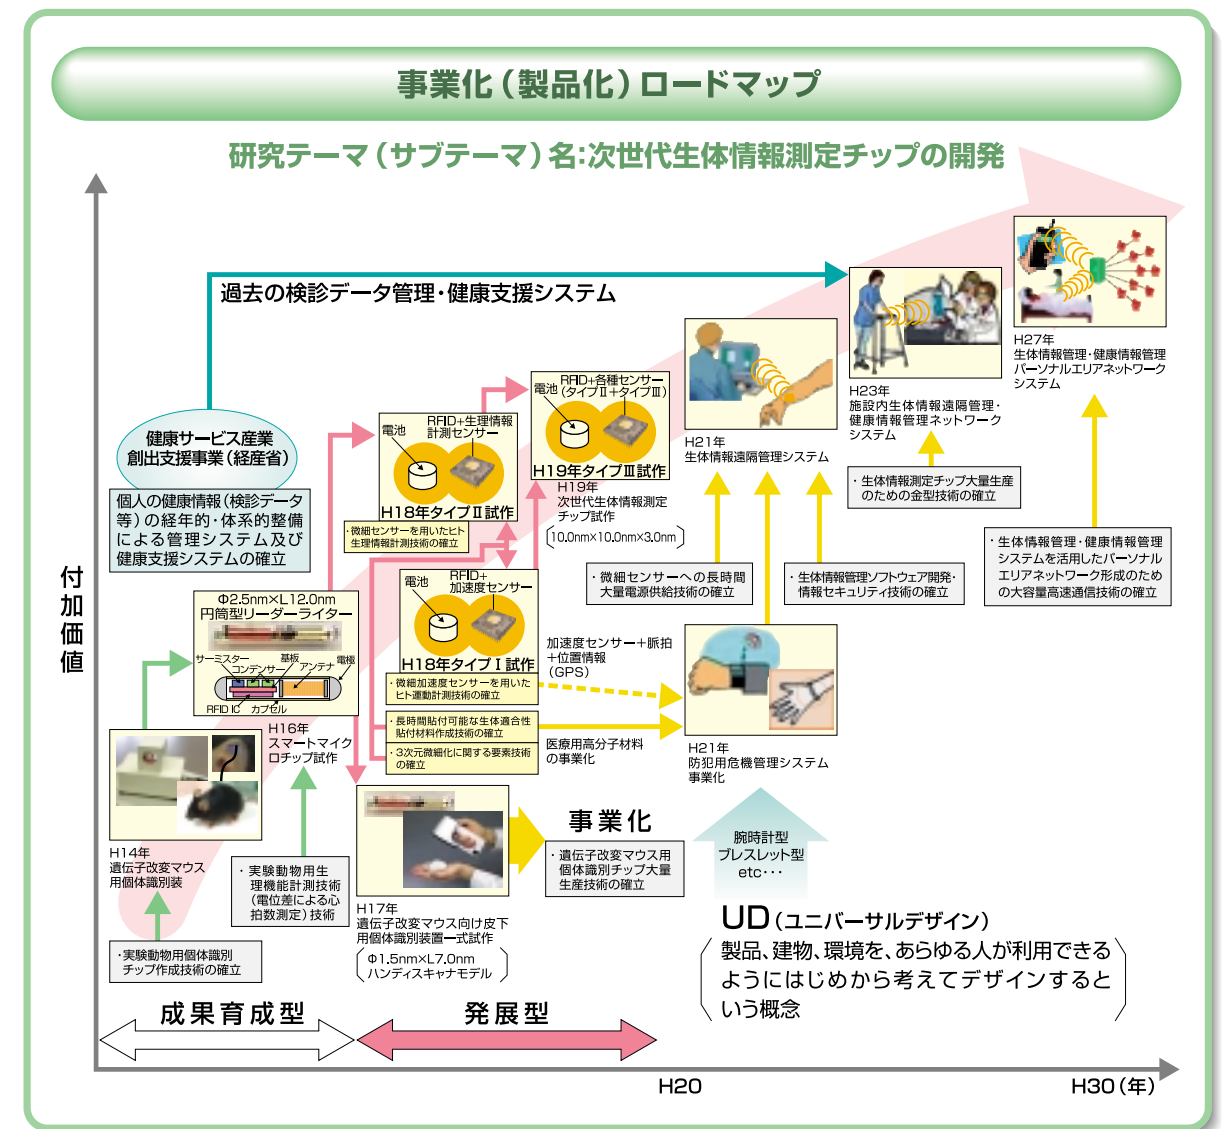 事業化（製品化）ロードマップ
研究テーマ（サブテーマ）名：次世代生体情報測定チップの開発
過去の検診データ管理・健康支援システム
健康サービス産業
創出支援事業（経産省）
個人の健康情報（検診データ
等）の経年的・体系的整備
による管理システム及び
健康支援システムの確立
付加価値
Φ2.5nm×L12.0nm
円筒型リーダーライター
サーミスター
コンデンサー
基板
アンテナ
電極
RFID IC
カプセル
H16年
スマートマイク
ロチップ試作
H14年
遺伝子改変マウス
用個体識別装
・実験動物用個体識別
チップ作成技術の確立
・実験動物用生
理機能計測技術
（電位差による心
拍数測定）技術
電池
RFID+生理情報
計測センサー
H18年タイプⅡ試作
・微細センサーを用いたヒト
生理情報計測技術の確立
電池
RFID+各種センサー
（タイプⅡ+タイプⅢ）
H19年タイプⅢ試作
H19年
次世代生体情報測定
チップ試作
〔10.0nm×10.0nm×3.0nm〕
電池
RFID+
加速度センサー
H18年タイプⅠ試作
・微細加速度センサーを用いた
ヒト運動計測技術の確立
・長時間貼付可能な生体適合性
貼付材料作成技術の確立
・3次元微細化に関する要素技術
の確立
加速度センサー+脈拍
+位置情報
（GPS）
医療用高分子材料
の事業化
H17年
遺伝子改変マウス向け皮下
用個体識別装置一式試作
Φ1.5nm×L7.0nm
ハンディスキャナモデル
事業化
・遺伝子改変マウス用
個体識別チップ大量
生産技術の確立
H21年
生体情報遠隔管理システム
・微細センサーへの長時間
大量電源供給技術の確立
・生体情報管理ソフトウェア開発・
情報セキュリティ技術の確立
H21年
防犯用危機管理システム
事業化
腕時計型
ブレスレット型
etc・・・
H23年
施設内生体情報遠隔管理・
健康情報管理ネットワーク
システム
・生体情報測定チップ大量生産
のための金型技術の確立
H27年
生体情報管理・健康情報管理
パーソナルエリアネットワーク
システム
・生体情報管理・健康情報管理
システムを活用したパーソナル
エリアネットワーク形成のため
の大容量高速通信技術の確立
UD（ユニバーサルデザイン）
製品、建物、環境を、あらゆる人が利用できる
ようにはじめから考えてデザインすると
いう概念
成果育成型
発展型
H20
H30（年）